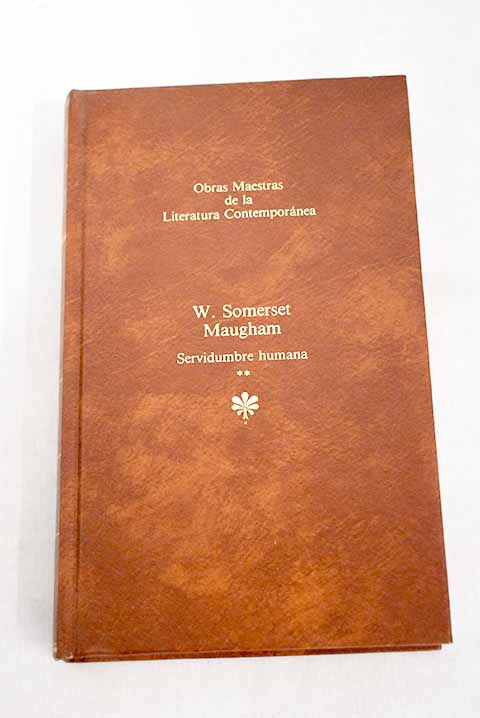 Obras Maestras
de la
Literatura Contemporánea
W. Somerset
Maugham
Servidumbre humana
**